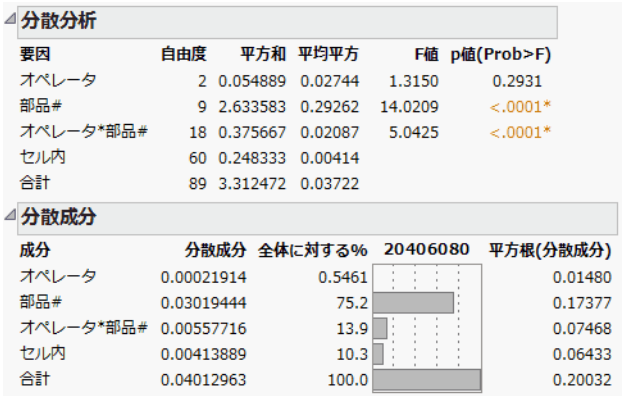 分散分析
要因 自由度 平方和 平均平方 F値 p値(Prob>F)
オペレータ 2 0.054889 0.02744 1.3150 0.2931
部品# 9 2.633583 0.29262 14.0209 <.0001*
オペレータ*部品# 18 0.375667 0.02087 5.0425 <.0001*
セル内 60 0.248333 0.00414
合計 89 3.312472 0.03722
分散成分
成分 分散成分 全体に対する% 20406080 平方根(分散成分)
オペレータ 0.00021914 0.5461 0.01480
部品# 0.03019444 75.2 0.17377
オペレータ*部品# 0.00557716 13.9 0.07468
セル内 0.00413889 10.3 0.06433
合計 0.04012963 100.0 0.20032